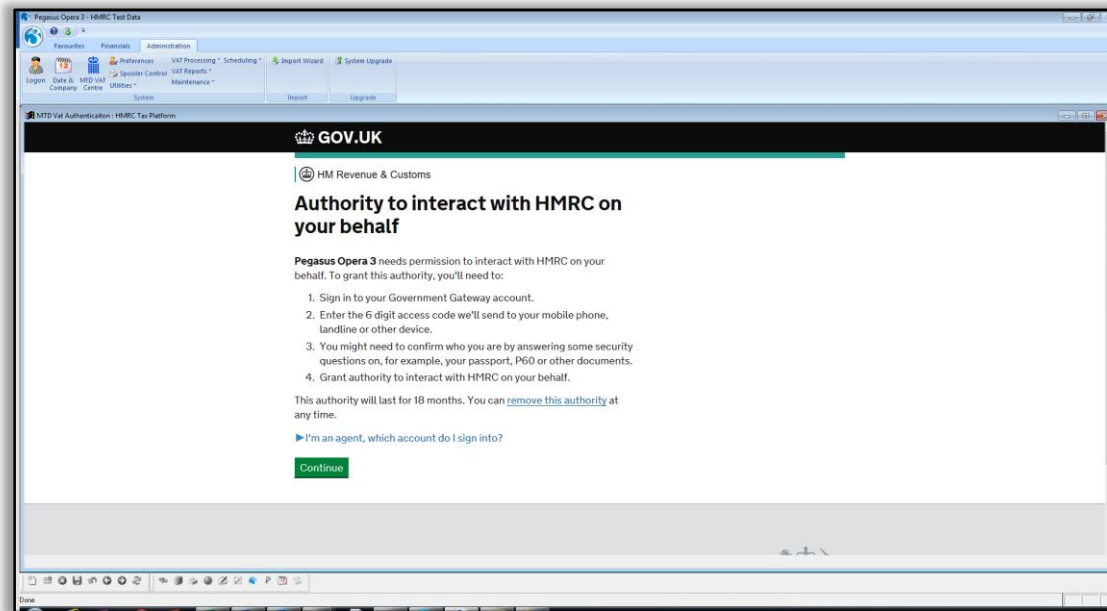 Pegasus Opera 3 - HMRC Test Data
Favourites Financials Administration
Logon
Date & Company
MTD VAT Centre
Preferences
Spooler Control
Utilities
VAT Processing
Scheduling
VAT Reports
Maintenance
Import Wizard
System Upgrade
System Import Upgrade
MTD Vat Authentication : HMRC Tax Platform
GOV.UK
HM Revenue & Customs
Authority to interact with HMRC on
your behalf
Pegasus Opera 3 needs permission to interact with HMRC on your
behalf. To grant this authority, you'll need to:
1. Sign in to your Government Gateway account.
2. Enter the 6 digit access code we'll send to your mobile phone,
landline or other device.
3. You might need to confirm who you are by answering some security
questions on, for example, your passport, P60 or other documents.
4. Grant authority to interact with HMRC on your behalf.
This authority will last for 18 months. You can remove this authority at
any time.
I'm an agent, which account do I sign into?
Continue
Done